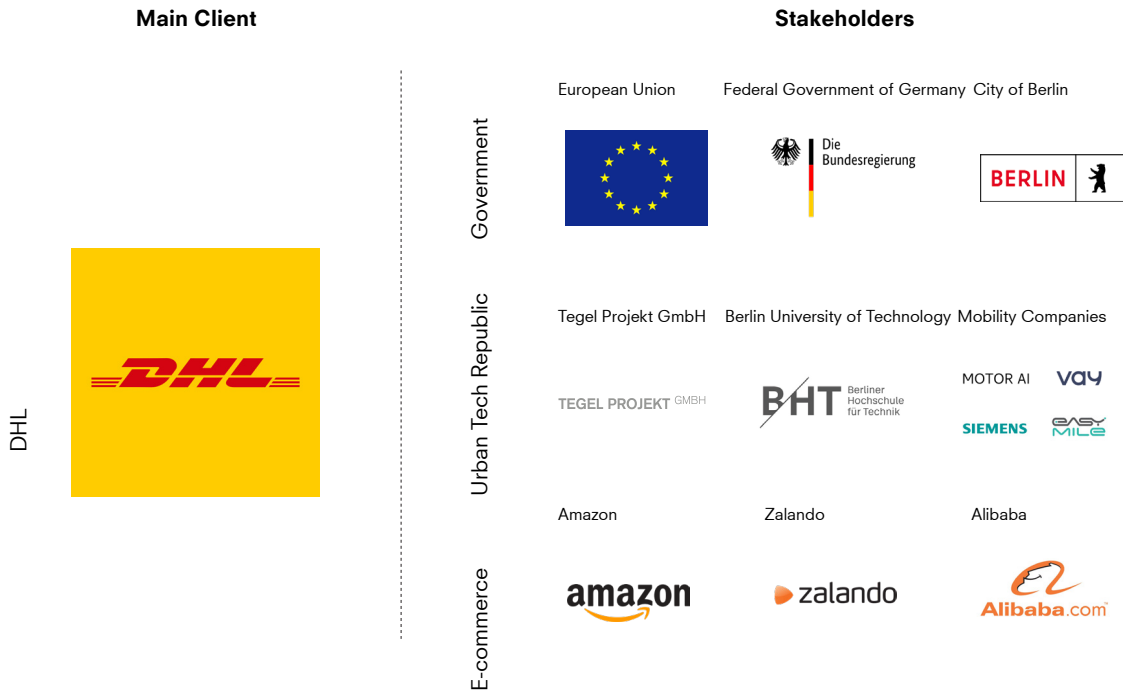 Main Client
Stakeholders
DHL
DHL
Government
European Union
Federal Government of Germany
City of Berlin
Die
Bundesregierung
BERLIN
Urban Tech Republic
Tegel Projekt GmbH
Berlin University of Technology
Mobility Companies
TEGEL PROJEKT GMBH
BHT
Berliner
Hochschule
für Technik
MOTOR AI
vay
SIEMENS
EASY
MILE
E-commerce
Amazon
Zalando
Alibaba
amazon
zalando
Alibaba.com